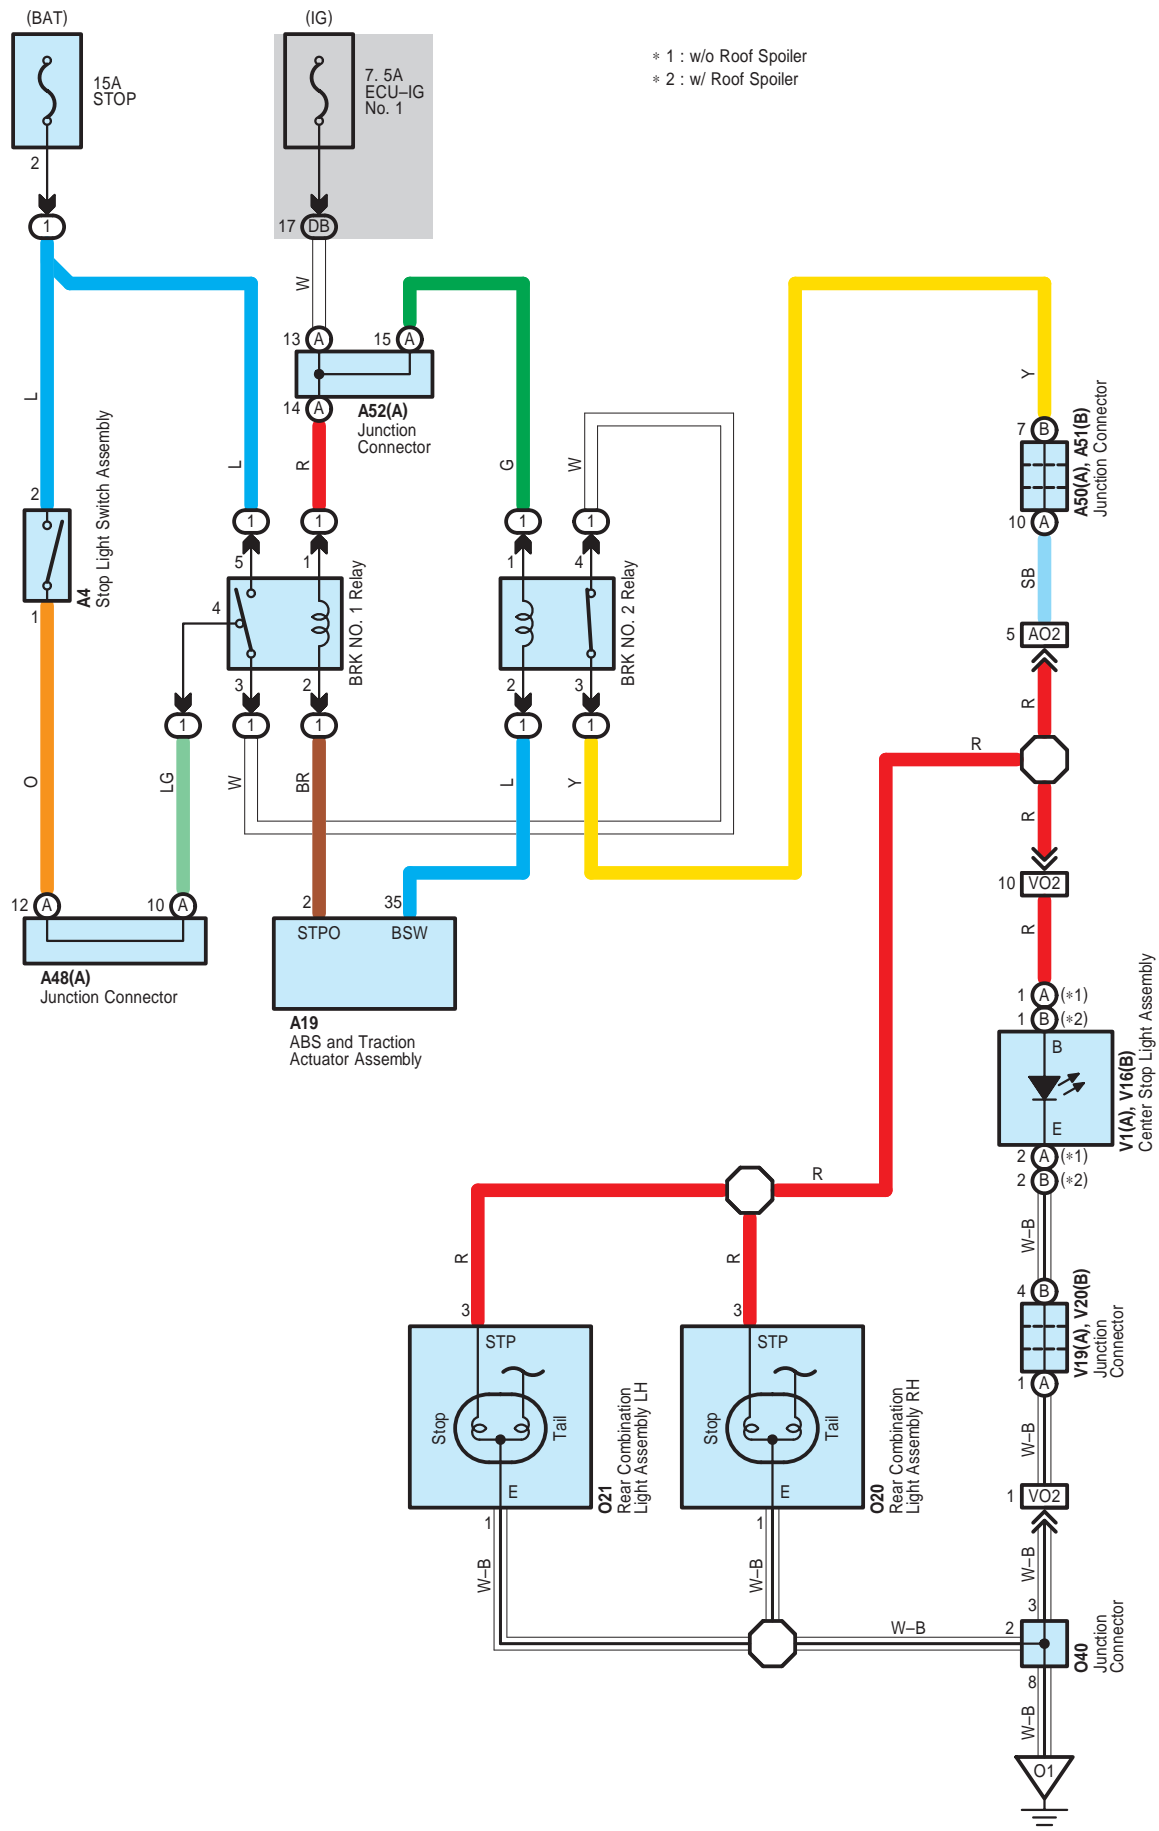 (BAT)
(IG)
∗ 1 : w/o Roof Spoiler
∗ 2 : w/ Roof Spoiler
15A
STOP
7. 5A
ECU–IG
No. 1
2
1
17 DB
W
13 A
15 A
14 A
A52(A)
Junction
Connector
L
L
R
G
W
Y
7 B
A50(A), A51(B)
Junction Connector
10 A
SB
5 AO2
2
A4
Stop Light Switch Assembly
1
1
1
1
1
5
1
1
4
4
BRK NO. 1 Relay
BRK NO. 2 Relay
3
2
2
3
1
1
1
1
1
R
R
R
O
LG
W
BR
L
Y
10 VO2
R
12 A
10 A
2
35
STPO
BSW
A48(A)
Junction Connector
A19
ABS and Traction
Actuator Assembly
1 A (∗1)
1 B (∗2)
B
E
V1(A), V16(B)
Center Stop Light Assembly
2 A (∗1)
2 B (∗2)
R
R
R
W–B
4 B
V19(A), V20(B)
Junction
Connector
1 A
3
3
STP
STP
Stop
Tail
Stop
Tail
E
E
O21
Rear Combination
Light Assembly LH
O20
Rear Combination
Light Assembly RH
1
1
W–B
1 VO2
W–B
W–B
W–B
3
W–B
2
O40
Junction
Connector
8
W–B
O1